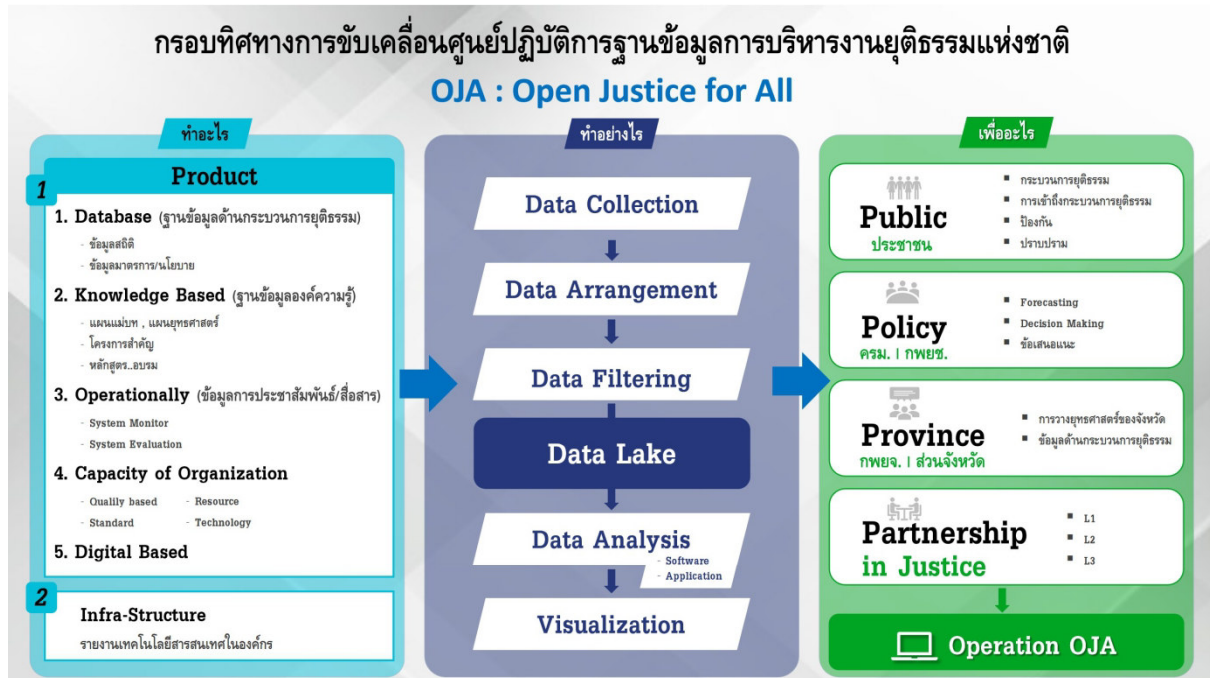 กรอบทิศทางการขับเคลื่อนศูนย์ปฏิบัติการฐานข้อมูลการบริหารงานยุติธรรมแห่งชาติ
OJA : Open Justice for All
ทำอะไร
1
Product
1. Database (ฐานข้อมูลด้านกระบวนการยุติธรรม)
- ข้อมูลสถิติ
- ข้อมูลมาตรการ/นโยบาย
2. Knowledge Based (ฐานข้อมูลองค์ความรู้)
- แผนแม่บท , แผนยุทธศาสตร์
- โครงการสำคัญ
- หลักสูตร..อบรม
3. Operationally (ข้อมูลการประชาสัมพันธ์/สื่อสาร)
- System Monitor
- System Evaluation
4. Capacity of Organization
- Qualily based - Resource
- Standard - Technology
5. Digital Based
2
Infra-Structure
รายงานเทคโนโลยีสารสนเทศในองค์กร
ทำอย่างไร
Data Collection
Data Arrangement
Data Filtering
Data Lake
Data Analysis
- Software
- Application
Visualization
เพื่ออะไร
Public
ประชาชน
▪ กระบวนการยุติธรรม
▪ การเข้าถึงกระบวนการยุติธรรม
▪ ป้องกัน
▪ ปราบปราม
Policy
ครม. | กพยช.
▪ Forecasting
▪ Decision Making
▪ ข้อเสนอแนะ
Province
กพยจ. | ส่วนจังหวัด
▪ การวางยุทธศาสตร์ของจังหวัด
▪ ข้อมูลด้านกระบวนการยุติธรรม
Partnership
in Justice
▪ L1
▪ L2
▪ L3
Operation OJA